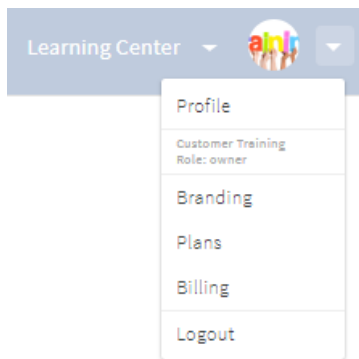 Learning Center
Profile
Customer Training
Role: owner
Branding
Plans
Billing
Logout